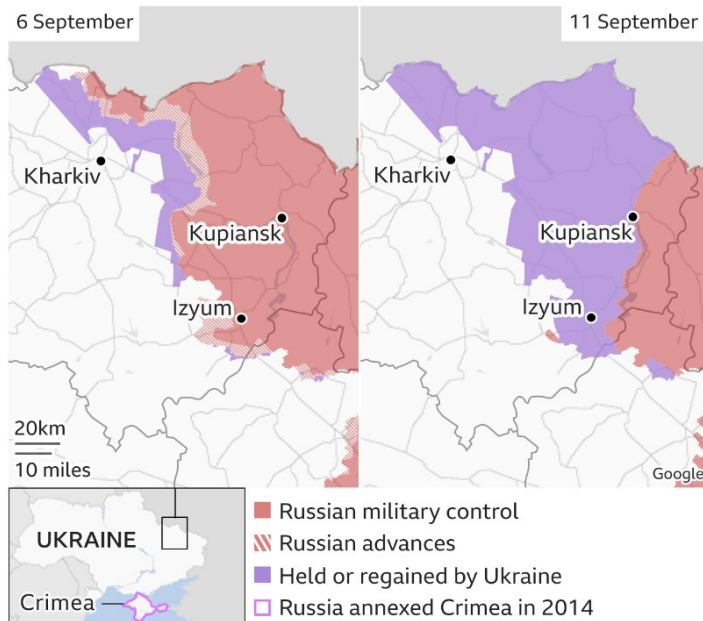 6 September
11 September
Kharkiv
Kupiansk
Izyum
20km
10 miles
Kharkiv
Kupiansk
Izyum
Google
UKRAINE
Crimea
Russian military control
Russian advances
Held or regained by Ukraine
Russia annexed Crimea in 2014